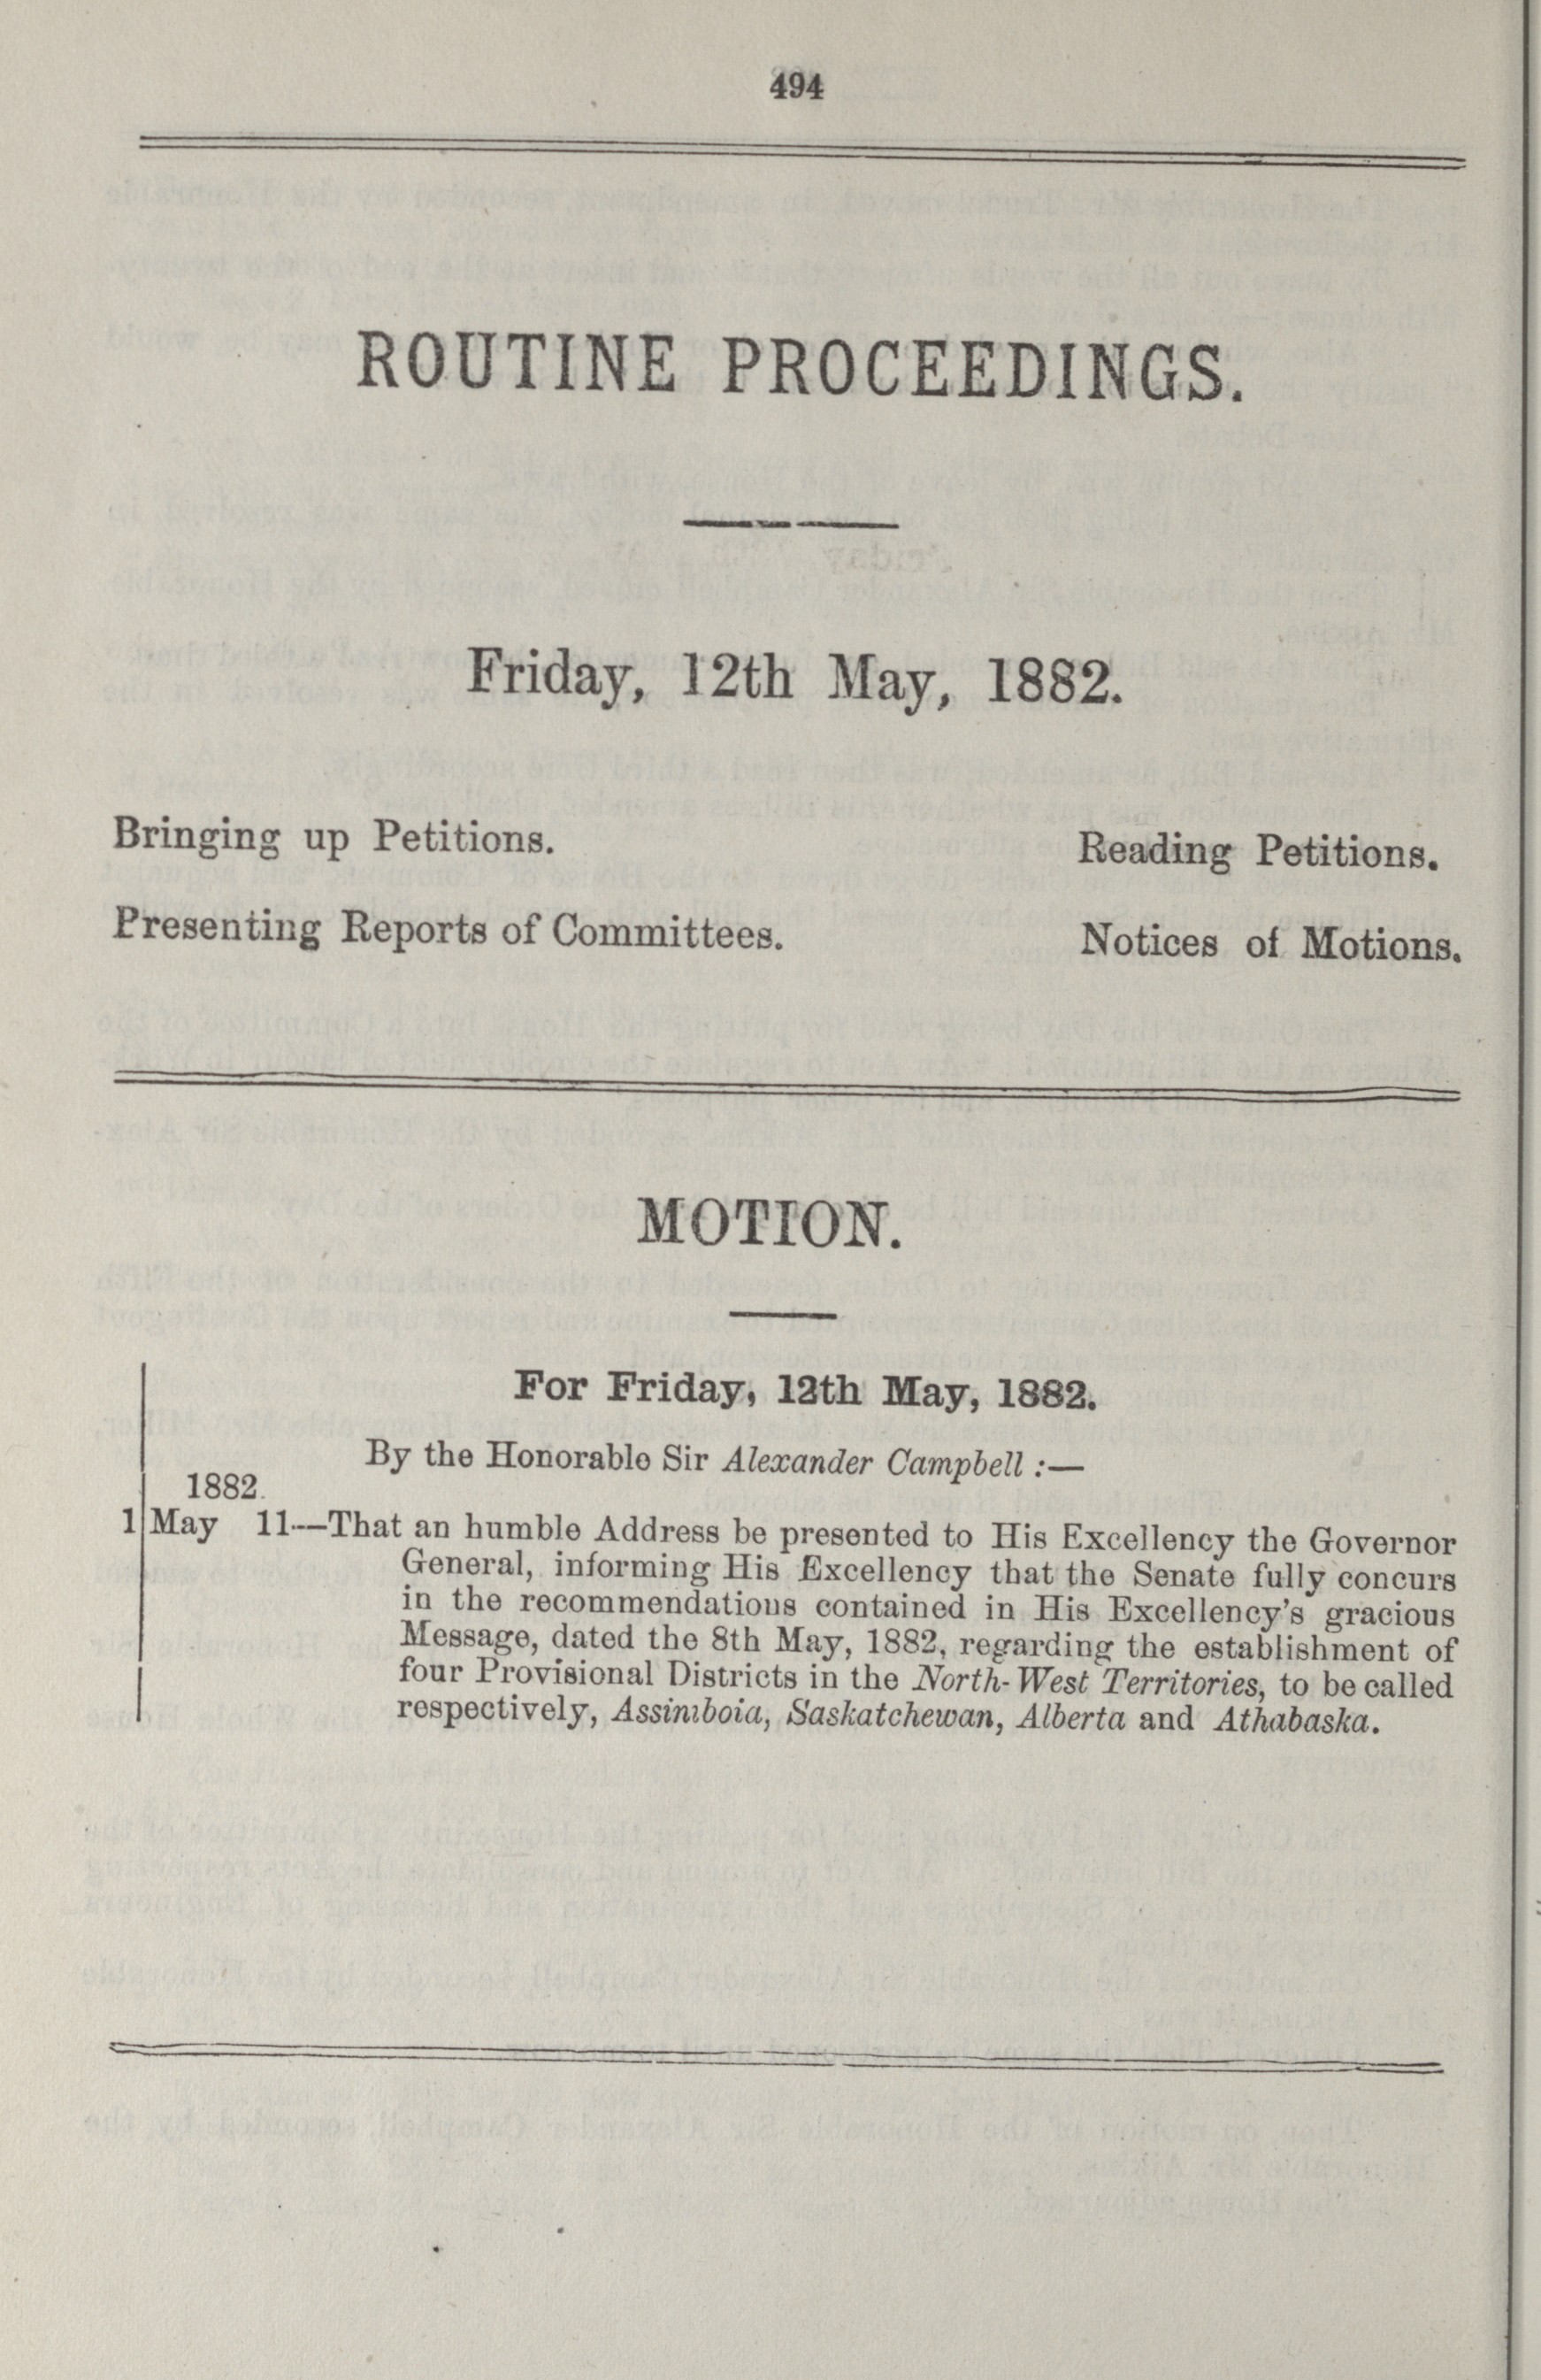 494
ROUTINE PROCEEDINGS.
Friday, 12th May, 1882.
Bringing up Petitions. Reading Petitions.
Presenting Reports of Committees. Notices of Motions.
MOTION.
For Friday, 12th May, 1882.
By the Honorable Sir Alexander Campbell :—
1882.
1 May 11.—That an humble Address be presented to His Excellency the Governor
General, informing His Excellency that the Senate fully concurs
in the recommendations contained in His Excellency's gracious
Message, dated the 8th May, 1882, regarding the establishment of
four Provisional Districts in the North-West Territories, to be called
respectively, Assiniboia, Saskatchewan, Alberta and Athabaska.